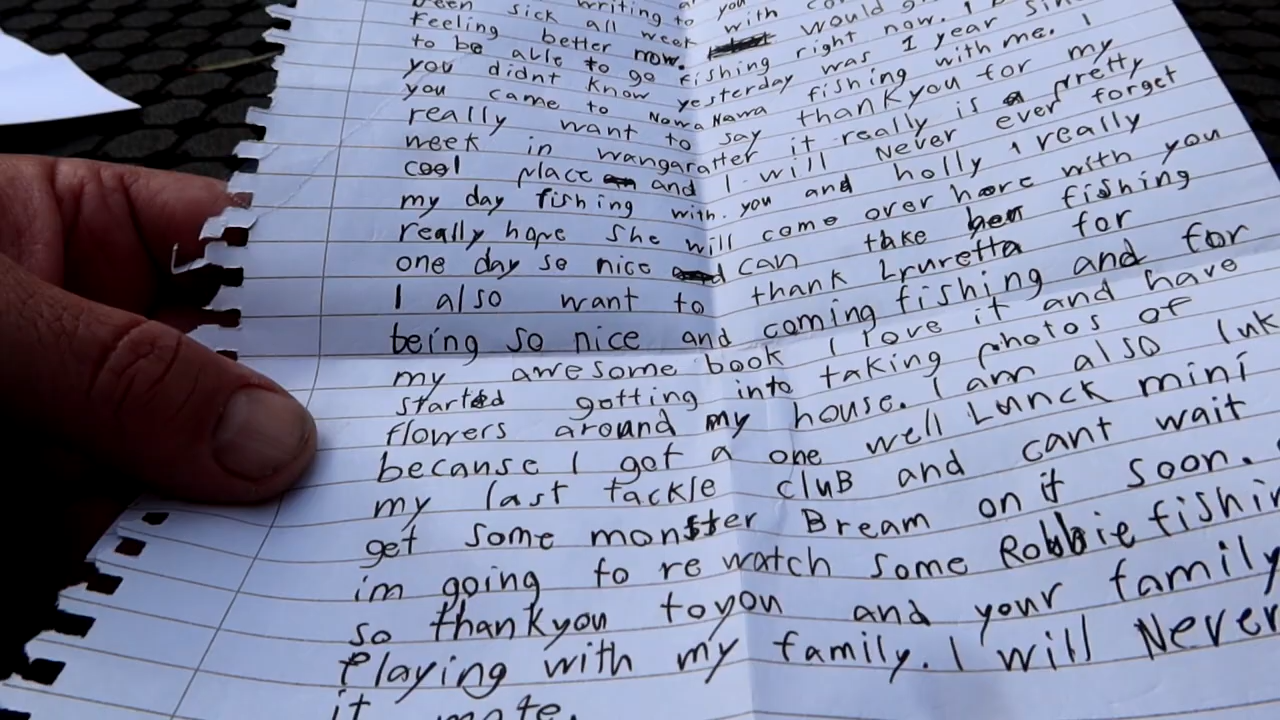 been sick all week with
feeling better now. would
to be able to go fishing right now. I
you didnt know yesterday was 1 year
you came to Nowa Nowa fishing with me. I
really want to say thankyou for my
week in wangaratter it really is a pretty
cool place and I will Never ever forget
my day fishing with you and holly I really
really hope she will come over here with you
one day so nice and can take her fishing
I also want to thank Lruretta for
being so nice and coming fishing and for
my awesome book I love it and have
started gotting into taking photos of
flowers around my house. I am also luk
because I got a one well Lunck mini
my last tackle cluB and cant wait
get some monster Bream on it soon.
im going to re watch some Robbie fishin
so thankyou toyou and your family
playing with my family. I will Never
it mate.